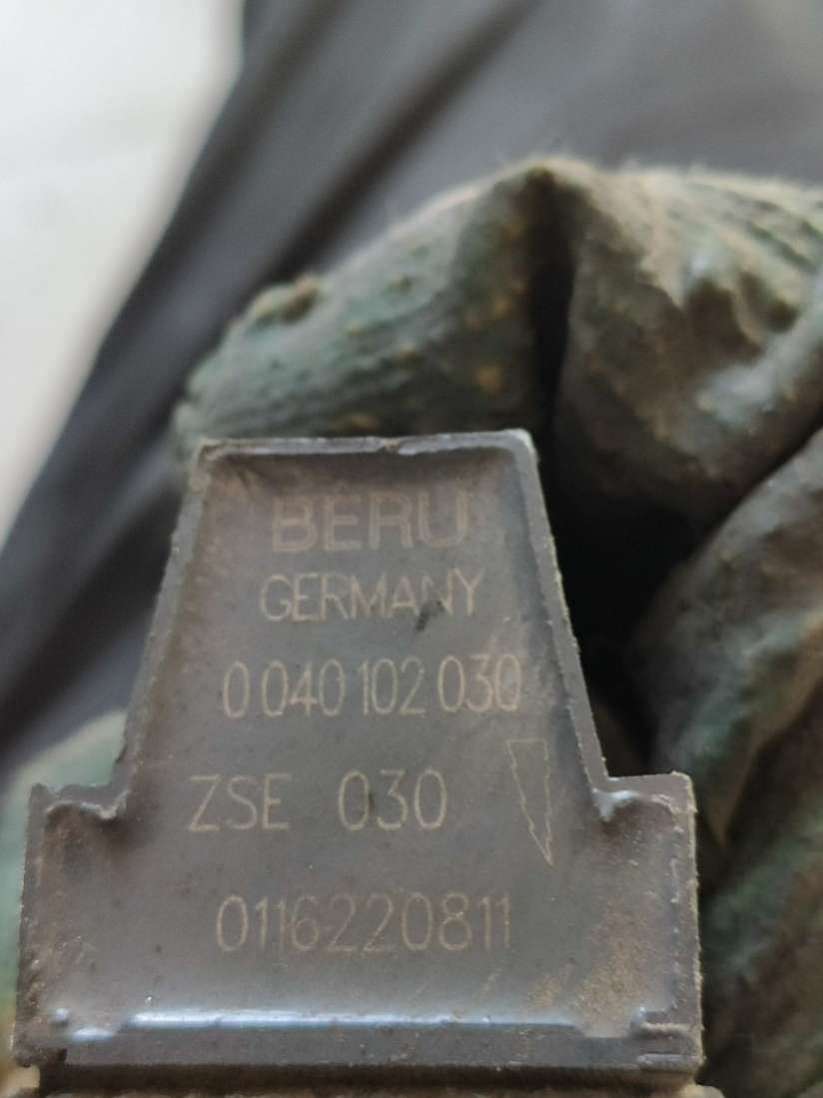 BERU
GERMANY
0 040 102 030
ZSE 030
0116220811